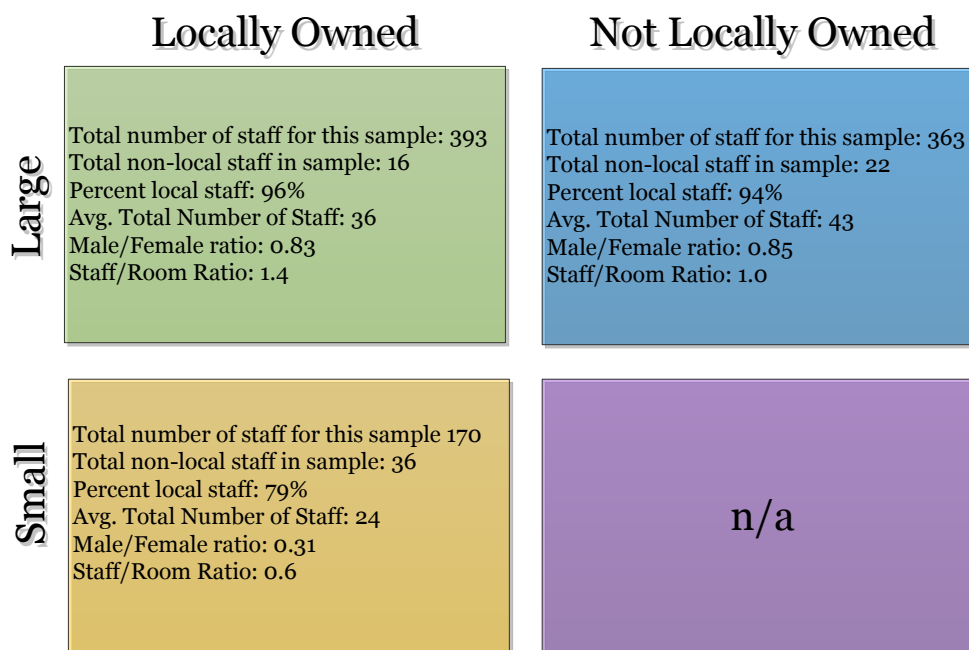 Locally Owned
Not Locally Owned
Large
Total number of staff for this sample: 393
Total non-local staff in sample: 16
Percent local staff: 96%
Avg. Total Number of Staff: 36
Male/Female ratio: 0.83
Staff/Room Ratio: 1.4
Total number of staff for this sample: 363
Total non-local staff in sample: 22
Percent local staff: 94%
Avg. Total Number of Staff: 43
Male/Female ratio: 0.85
Staff/Room Ratio: 1.0
Small
Total number of staff for this sample 170
Total non-local staff in sample: 36
Percent local staff: 79%
Avg. Total Number of Staff: 24
Male/Female ratio: 0.31
Staff/Room Ratio: 0.6
n/a